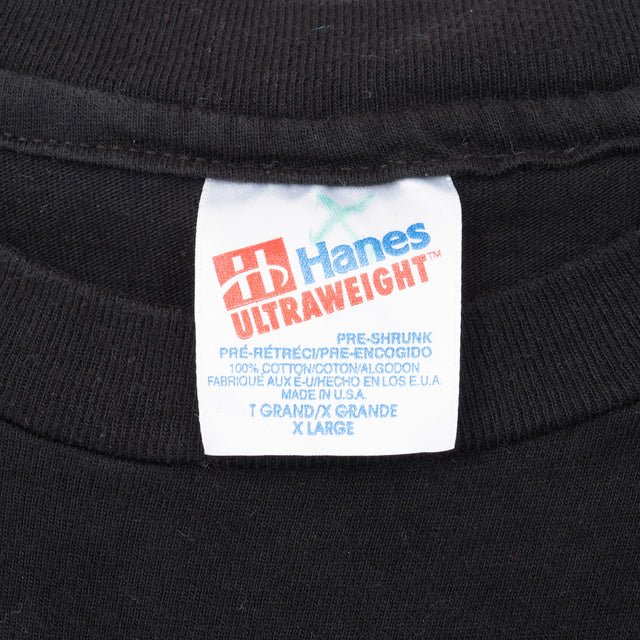 Hanes
ULTRAWEIGHT™
PRE-SHRUNK
PRÉ-RÉTRÉCI/PRE-ENCOGIDO
100% COTTON/COTON/ALGODON
FABRIQUE AUX É-U/HECHO EN LOS E.U.A.
MADE IN U.S.A.
T GRAND/X GRANDE
X LARGE